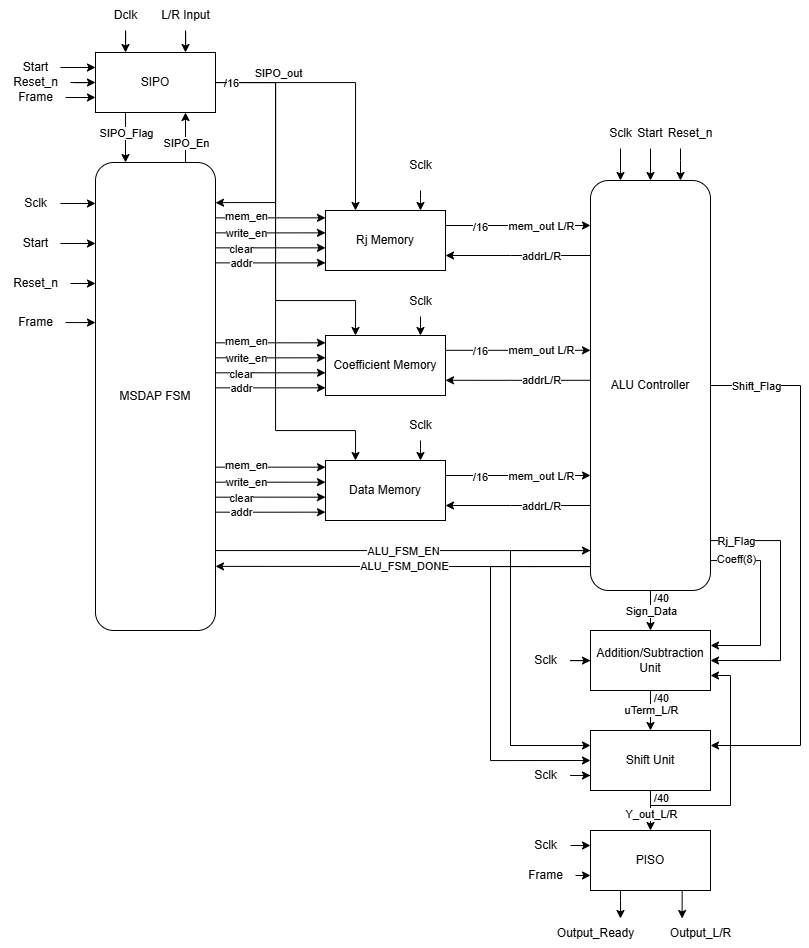 Dclk
L/R Input
Start
Reset_n
Frame
SIPO
/16
SIPO_out
SIPO_Flag
SIPO_En
Sclk
Start
Reset_n
Frame
MSDAP FSM
mem_en
write_en
clear
addr
Sclk
Rj Memory
/16
mem_out L/R
addrL/R
mem_en
write_en
clear
addr
Sclk
Coefficient Memory
/16
mem_out L/R
addrL/R
mem_en
write_en
clear
addr
Sclk
Data Memory
/16
mem_out L/R
addrL/R
ALU_FSM_EN
ALU_FSM_DONE
Sclk
Start
Reset_n
ALU Controller
Shift_Flag
Rj_Flag
Coeff(8)
/40
Sign_Data
Sclk
Addition/Subtraction
Unit
/40
uTerm_L/R
Shift Unit
Sclk
/40
Y_out_L/R
Sclk
Frame
PISO
Output_Ready
Output_L/R